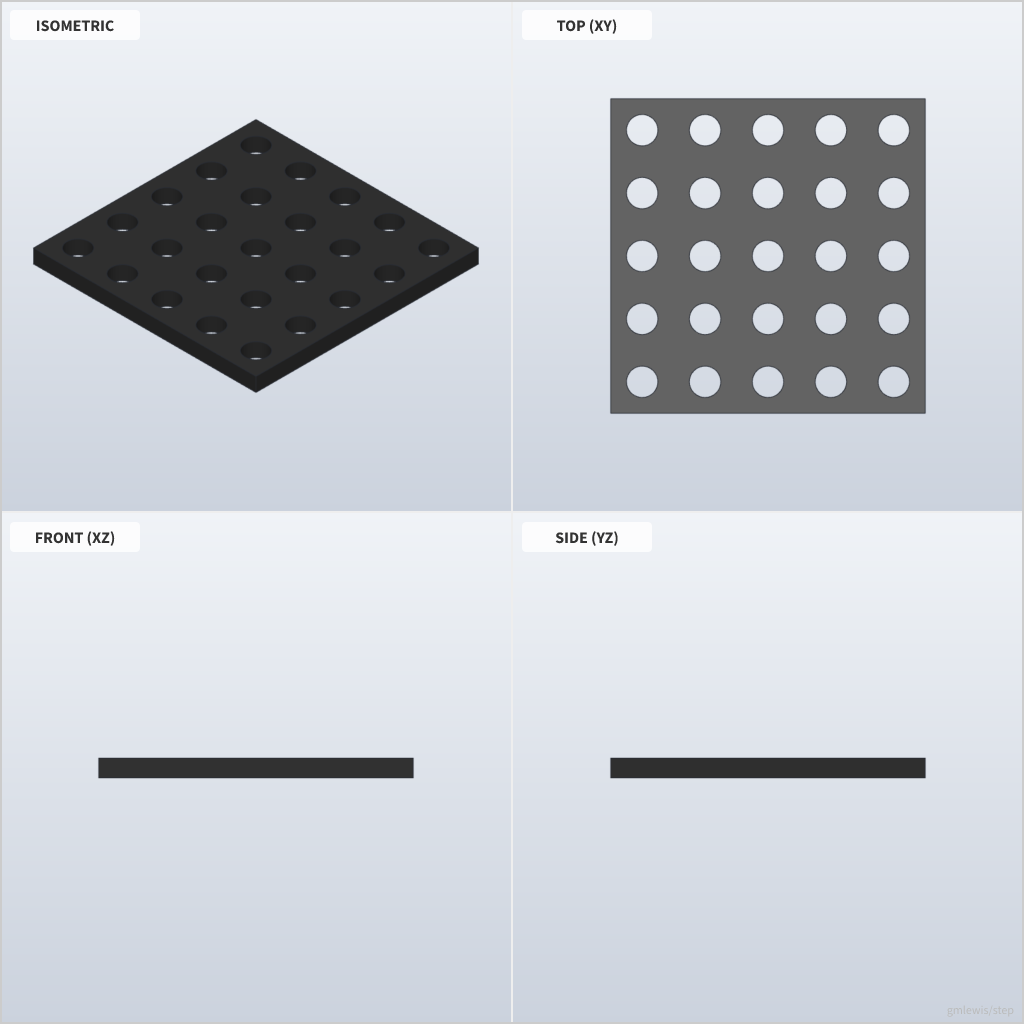 ISOMETRIC
TOP (XY)
FRONT (XZ)
SIDE (YZ)
gmlewis/step